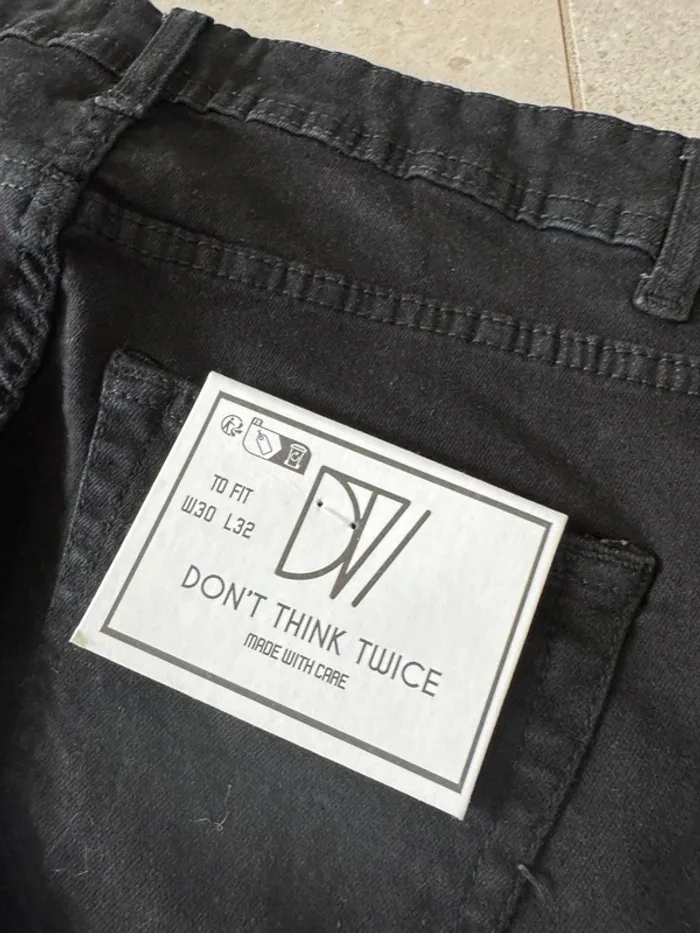 TO FIT
W30 L32
DTT
DON'T THINK TWICE
MADE WITH CARE